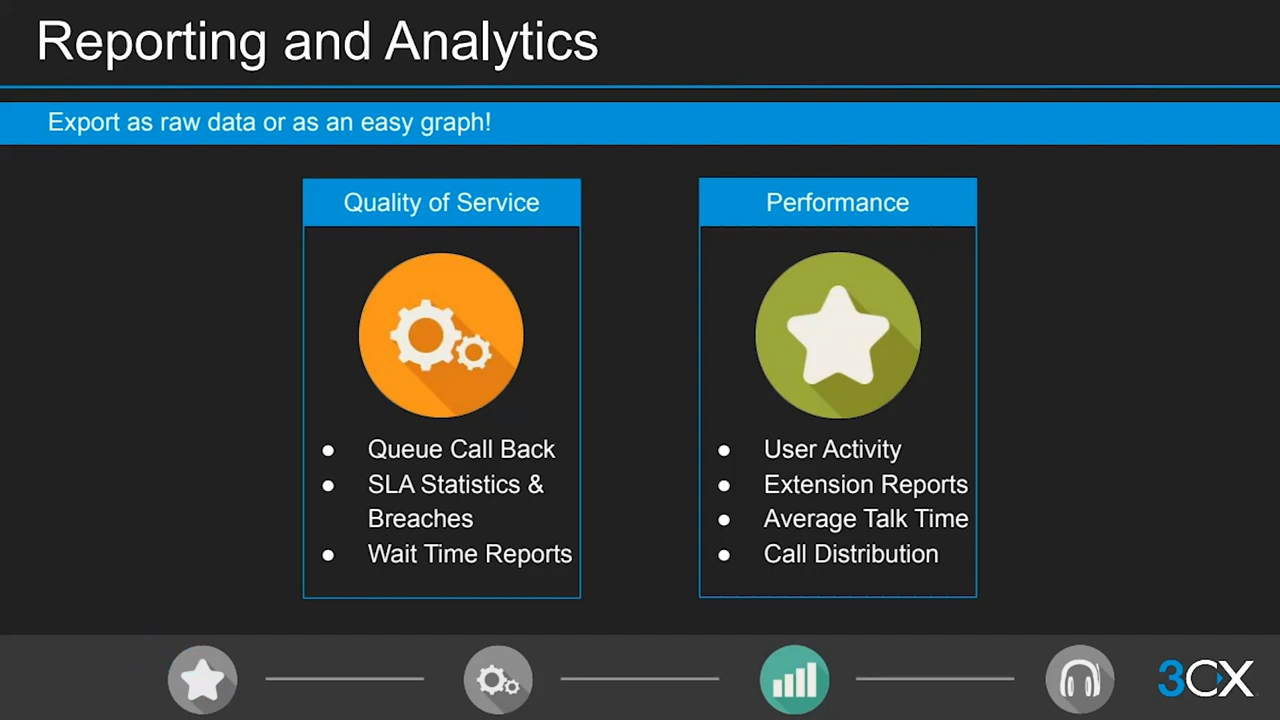 Reporting and Analytics
Export as raw data or as an easy graph!
Quality of Service
● Queue Call Back
● SLA Statistics &
Breaches
● Wait Time Reports
Performance
● User Activity
● Extension Reports
● Average Talk Time
● Call Distribution
3CX